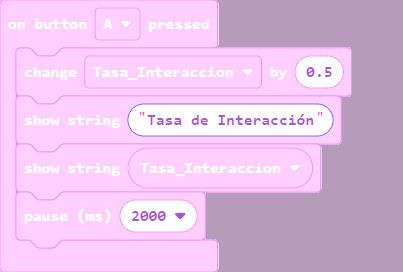 on button A pressed
change Tasa_Interaccion by 0.5
show string "Tasa de Interacción"
show string Tasa_Interaccion
pause (ms) 2000